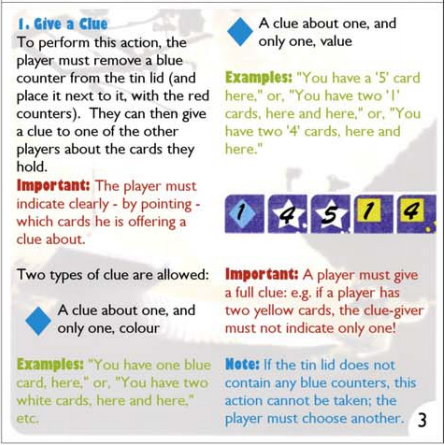 1. Give a Clue
To perform this action, the
player must remove a blue
counter from the tin lid (and
place it next to it, with the red
counters). They can then give
a clue to one of the other
players about the cards they
hold.
Important: The player must
indicate clearly - by pointing -
which cards he is offering a
clue about.
Two types of clue are allowed:
A clue about one, and
only one, colour
Examples: "You have one blue
card, here," or, "You have two
white cards, here and here,"
etc.
A clue about one, and
only one, value
Examples: "You have a '5' card
here," or, "You have two '1'
cards, here and here," or, "You
have two '4' cards, here and
here."
1 4 5 1 4
Important: A player must give
a full clue: e.g. if a player has
two yellow cards, the clue-giver
must not indicate only one!
Note: If the tin lid does not
contain any blue counters, this
action cannot be taken; the
player must choose another.
3